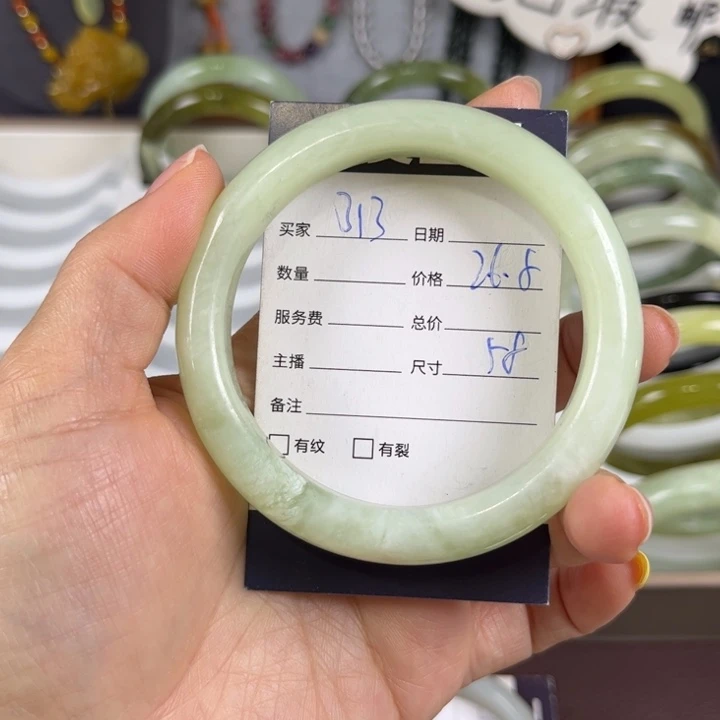 买家 313 日期
数量 价格 26.8
服务费 总价
主播 尺寸 58
备注
有纹 有裂